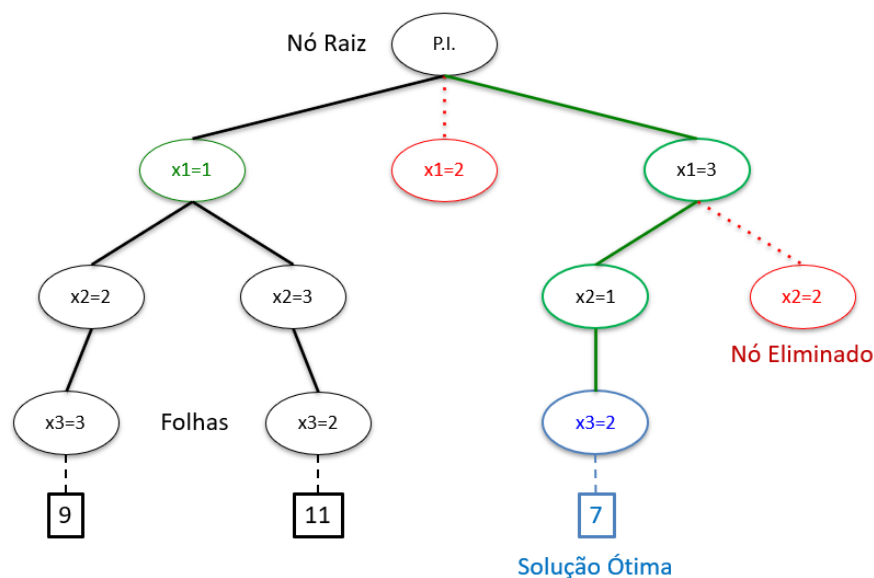 Nó Raiz
P.I.
x1=1
x1=2
x1=3
x2=2
x2=3
x2=1
x2=2
Nó Eliminado
x3=3
Folhas
x3=2
x3=2
9
11
7
Solução Ótima